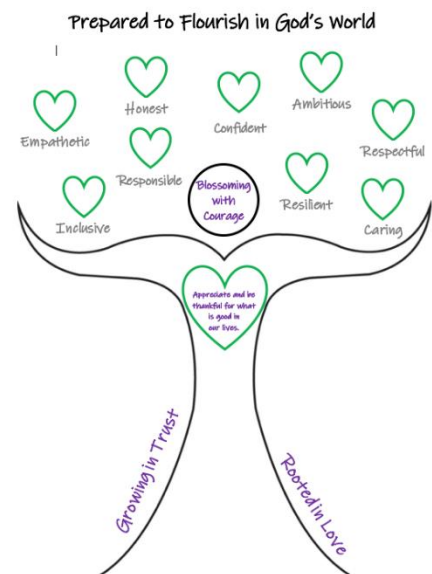 Prepared to Flourish in God's World
Honest
Ambitious
Empathetic
Confident
Respectful
Responsible
Blossoming
with
Courage
Resilient
Inclusive
Caring
Appreciate and be
thankful for what
is good in
our lives.
Growing in Trust
Rooted in Love